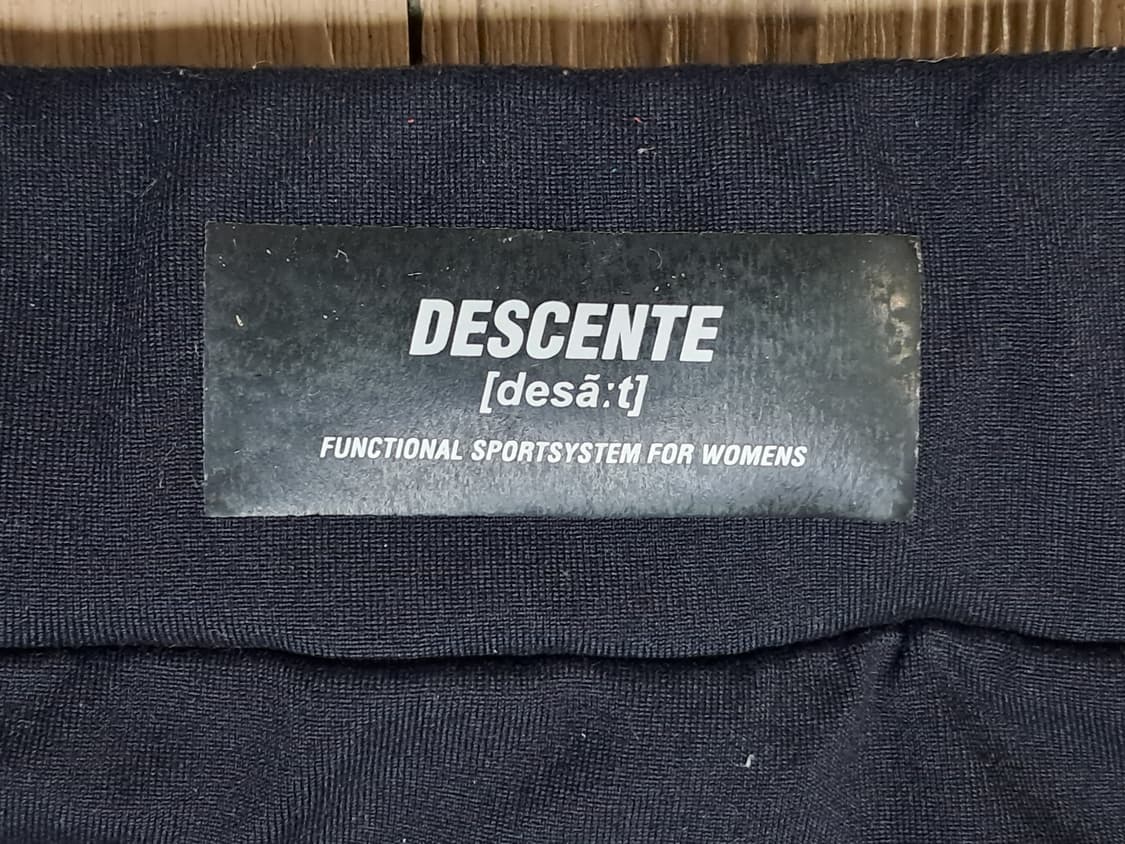 DESCENTE
[desã:t]
FUNCTIONAL SPORTSYSTEM FOR WOMENS